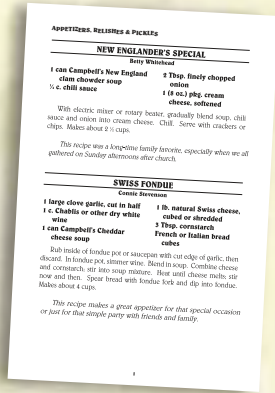 APPETIZERS, RELISHES & PICKLES
NEW ENGLANDER'S SPECIAL
Betty Whitehead
1 can Campbell's New England
clam chowder soup
¼ c. chili sauce
2 Tbsp. finely chopped
onion
1 (8 oz.) pkg. cream
cheese, softened
With electric mixer or rotary beater, gradually blend soup, chili
sauce and onion into cream cheese. Chill. Serve with crackers or
chips. Makes about 2 ½ cups.
This recipe was a long-time family favorite, especially when we all
gathered on Sunday afternoons after church.
SWISS FONDUE
Connie Stevenson
1 large clove garlic, cut in half
1 c. Chablis or other dry white
wine
1 can Campbell's Cheddar
cheese soup
1 lb. natural Swiss cheese,
cubed or shredded
3 Tbsp. cornstarch
French or Italian bread
cubes
Rub inside of fondue pot or saucepan with cut edge of garlic, then
discard. In fondue pot, simmer wine. Blend in soup. Combine cheese
and cornstarch; stir into soup mixture. Heat until cheese melts; stir
now and then. Spear bread with fondue fork and dip into fondue.
Makes about 4 cups.
This recipe makes a great appetizer for that special occasion
or just for that simple party with friends and family.